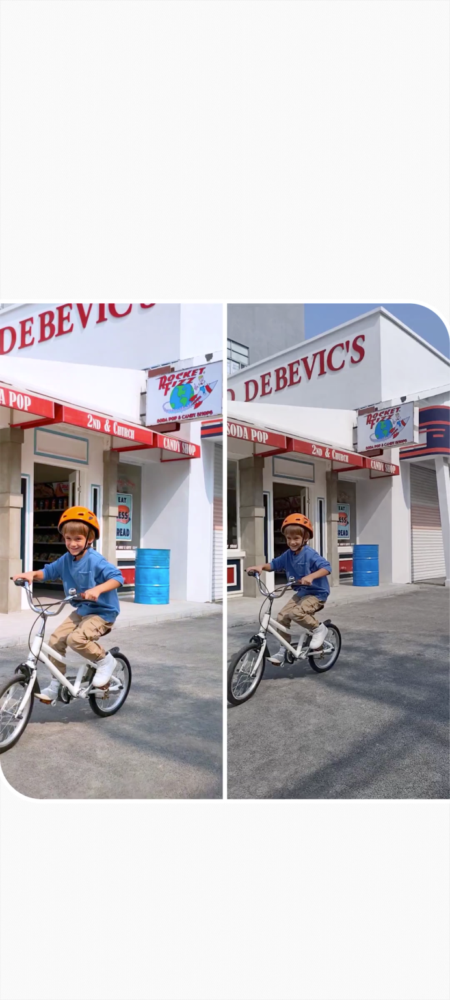 DEBEVIC'S
ROCKET
FIZZ
SODA POP & CANDY SHOPS
A POP
2ND & CHURCH
CANDY SHOP
EAT
LESS
READ
D DEBEVIC'S
ROCKET
FIZZ
SODA POP & CANDY SHOPS
SODA POP
2ND & CHURCH
CANDY SHOP
EAT
LESS
READ